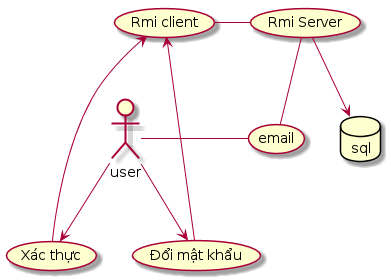 Rmi client
Rmi Server
user
email
sql
Xác thực
Đổi mật khẩu